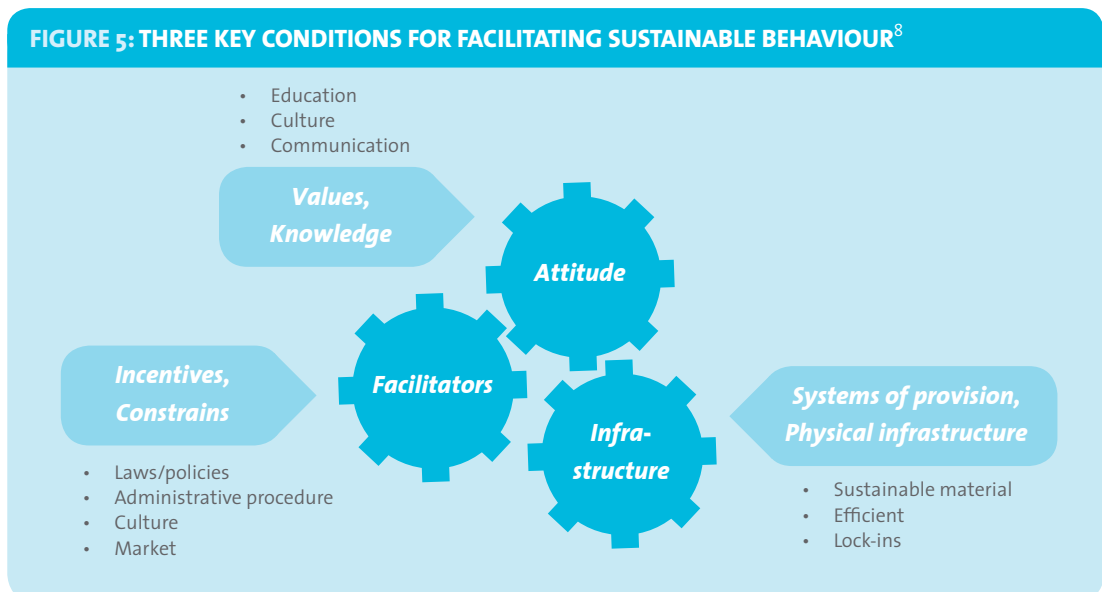 FIGURE 5: THREE KEY CONDITIONS FOR FACILITATING SUSTAINABLE BEHAVIOUR8
• Education
• Culture
• Communication
Values,
Knowledge
Attitude
Incentives,
Constrains
Facilitators
Infra-
structure
Systems of provision,
Physical infrastructure
• Laws/policies
• Administrative procedure
• Culture
• Market
• Sustainable material
• Efficient
• Lock-ins